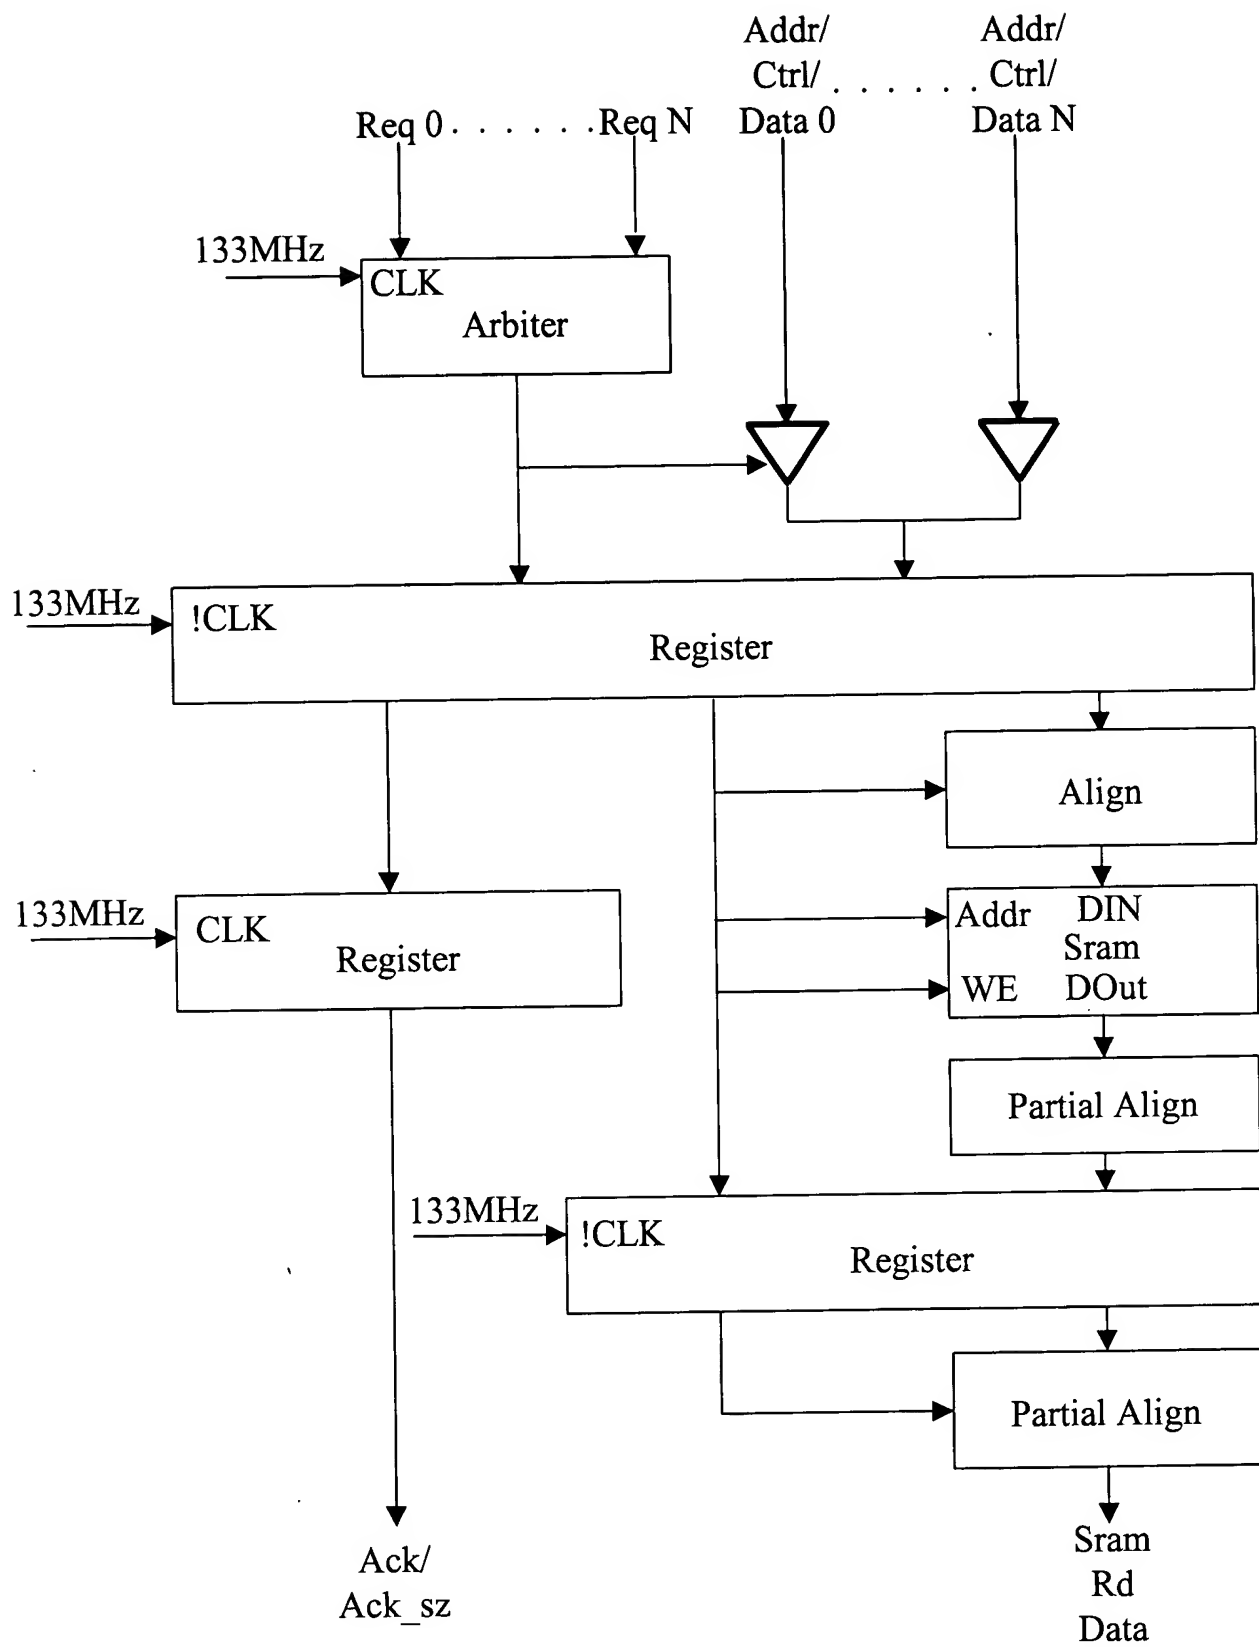 Addr/
Ctrl/
Data 0
. . . . . .
Addr/
Ctrl/
Data N
Req 0 . . . . . . Req N
133MHz
CLK
Arbiter
133MHz
!CLK
Register
Align
133MHz
CLK
Register
Addr DIN
Sram
WE DOut
Partial Align
133MHz
!CLK
Register
Partial Align
Ack/
Ack_sz
Sram
Rd
Data